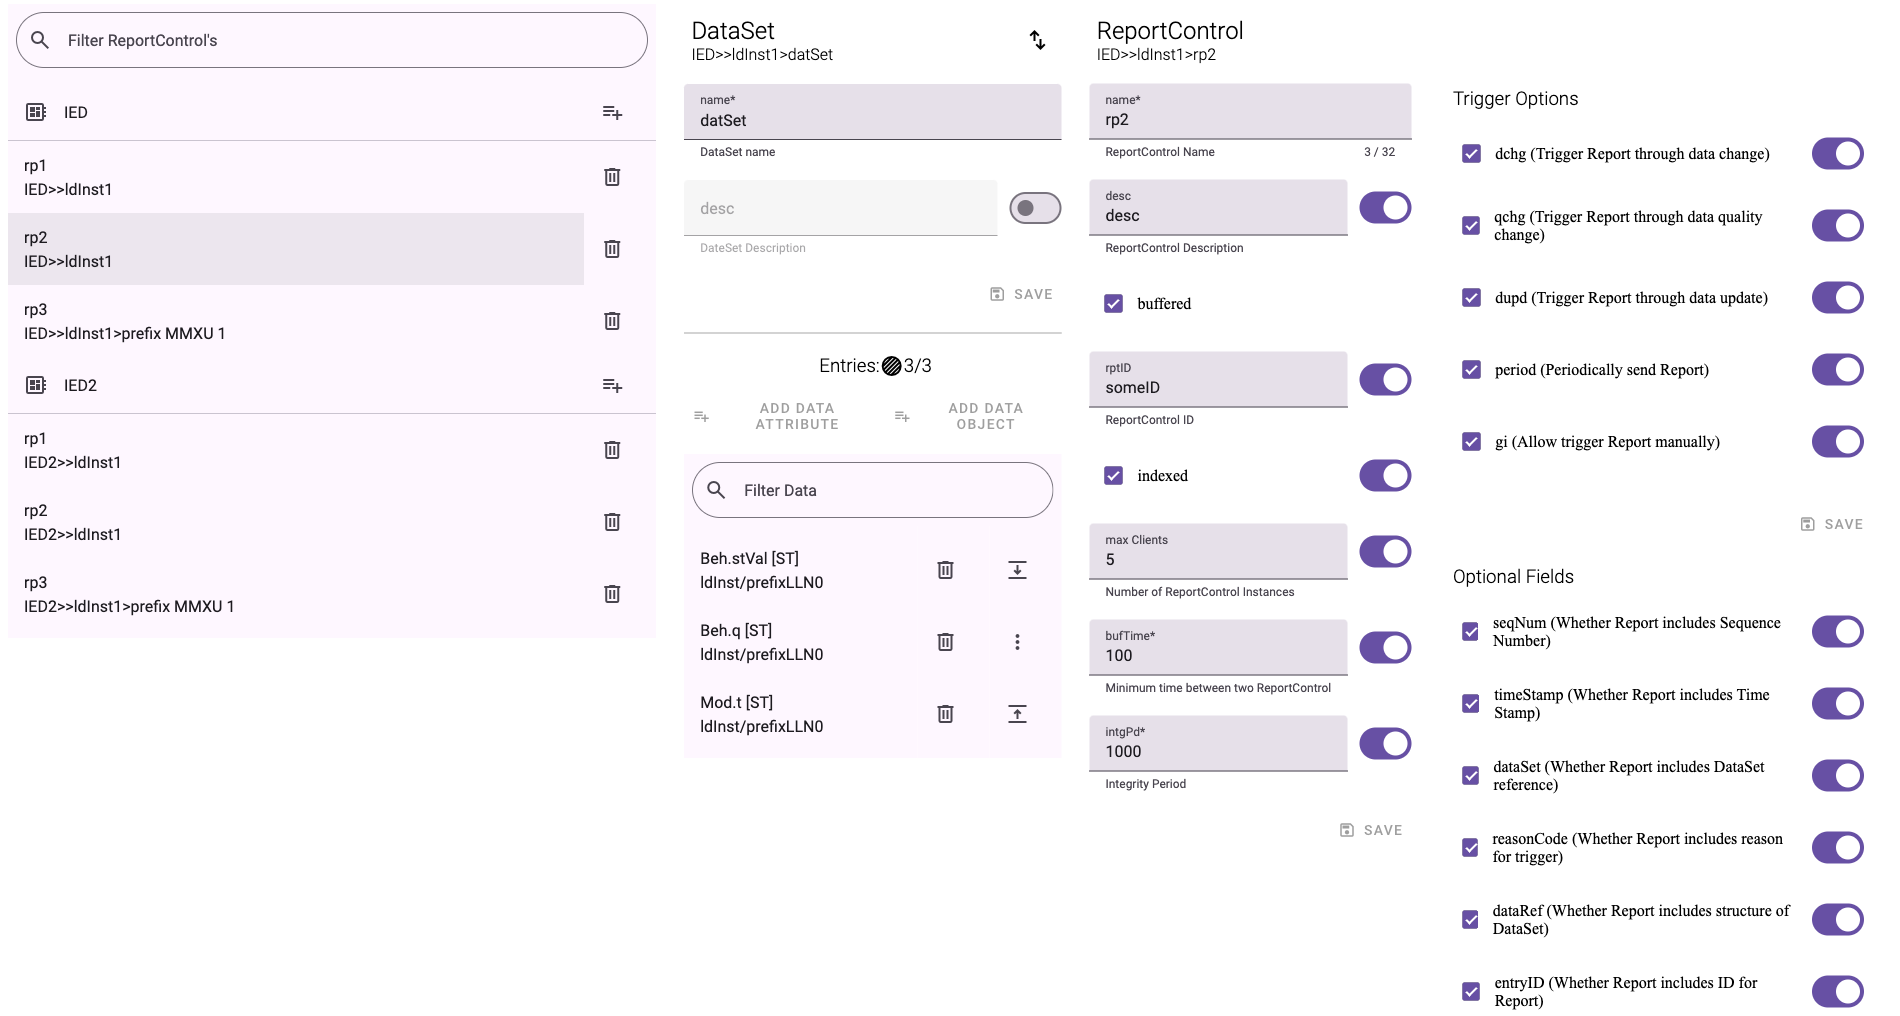 Filter ReportControl's
IED
rp1
IED>>ldInst1
rp2
IED>>ldInst1
rp3
IED>>ldInst1>prefix MMXU 1
IED2
rp1
IED2>>ldInst1
rp2
IED2>>ldInst1
rp3
IED2>>ldInst1>prefix MMXU 1
DataSet
IED>>ldInst1>datSet
name*
datSet
DataSet name
desc
DateSet Description
SAVE
Entries: 3/3
ADD DATA
ATTRIBUTE
ADD DATA
OBJECT
Filter Data
Beh.stVal [ST]
ldInst/prefixLLN0
Beh.q [ST]
ldInst/prefixLLN0
Mod.t [ST]
ldInst/prefixLLN0
ReportControl
IED>>ldInst1>rp2
name*
rp2
ReportControl Name 3 / 32
desc
desc
ReportControl Description
buffered
rptID
someID
ReportControl ID
indexed
max Clients
5
Number of ReportControl Instances
bufTime*
100
Minimum time between two ReportControl
intgPd*
1000
Integrity Period
SAVE
Trigger Options
dchg (Trigger Report through data change)
qchg (Trigger Report through data quality
change)
dupd (Trigger Report through data update)
period (Periodically send Report)
gi (Allow trigger Report manually)
SAVE
Optional Fields
seqNum (Whether Report includes Sequence
Number)
timeStamp (Whether Report includes Time
Stamp)
dataSet (Whether Report includes DataSet
reference)
reasonCode (Whether Report includes reason
for trigger)
dataRef (Whether Report includes structure of
DataSet)
entryID (Whether Report includes ID for
Report)